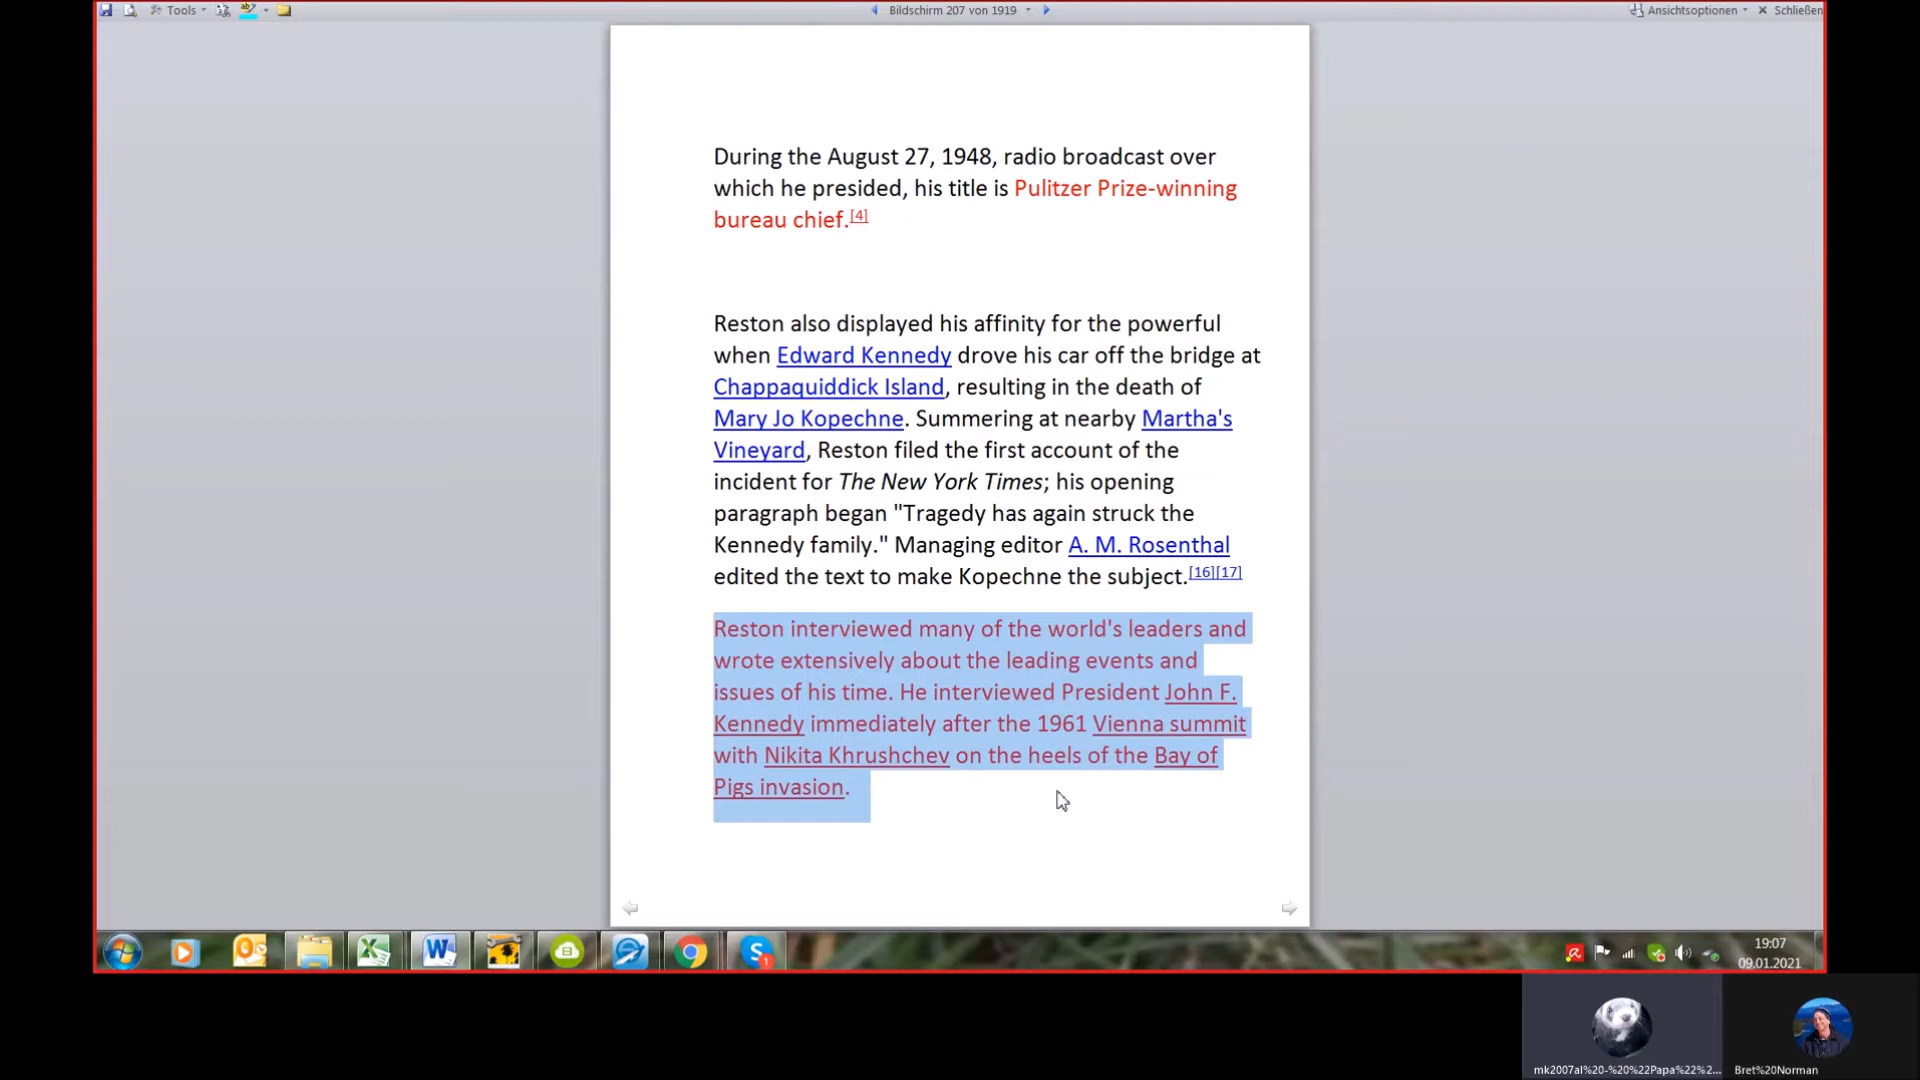 Tools
Bildschirm 207 von 1919
Ansichtsoptionen
Schließen
During the August 27, 1948, radio broadcast over
which he presided, his title is Pulitzer Prize-winning
bureau chief.[4]
Reston also displayed his affinity for the powerful
when Edward Kennedy drove his car off the bridge at
Chappaquiddick Island, resulting in the death of
Mary Jo Kopechne. Summering at nearby Martha's
Vineyard, Reston filed the first account of the
incident for The New York Times; his opening
paragraph began "Tragedy has again struck the
Kennedy family." Managing editor A. M. Rosenthal
edited the text to make Kopechne the subject.[16][17]
Reston interviewed many of the world's leaders and
wrote extensively about the leading events and
issues of his time. He interviewed President John F.
Kennedy immediately after the 1961 Vienna summit
with Nikita Khrushchev on the heels of the Bay of
Pigs invasion.
19:07
09.01.2021
mk2007al%20-%20%22Papa%22%2...
Bret%20Norman